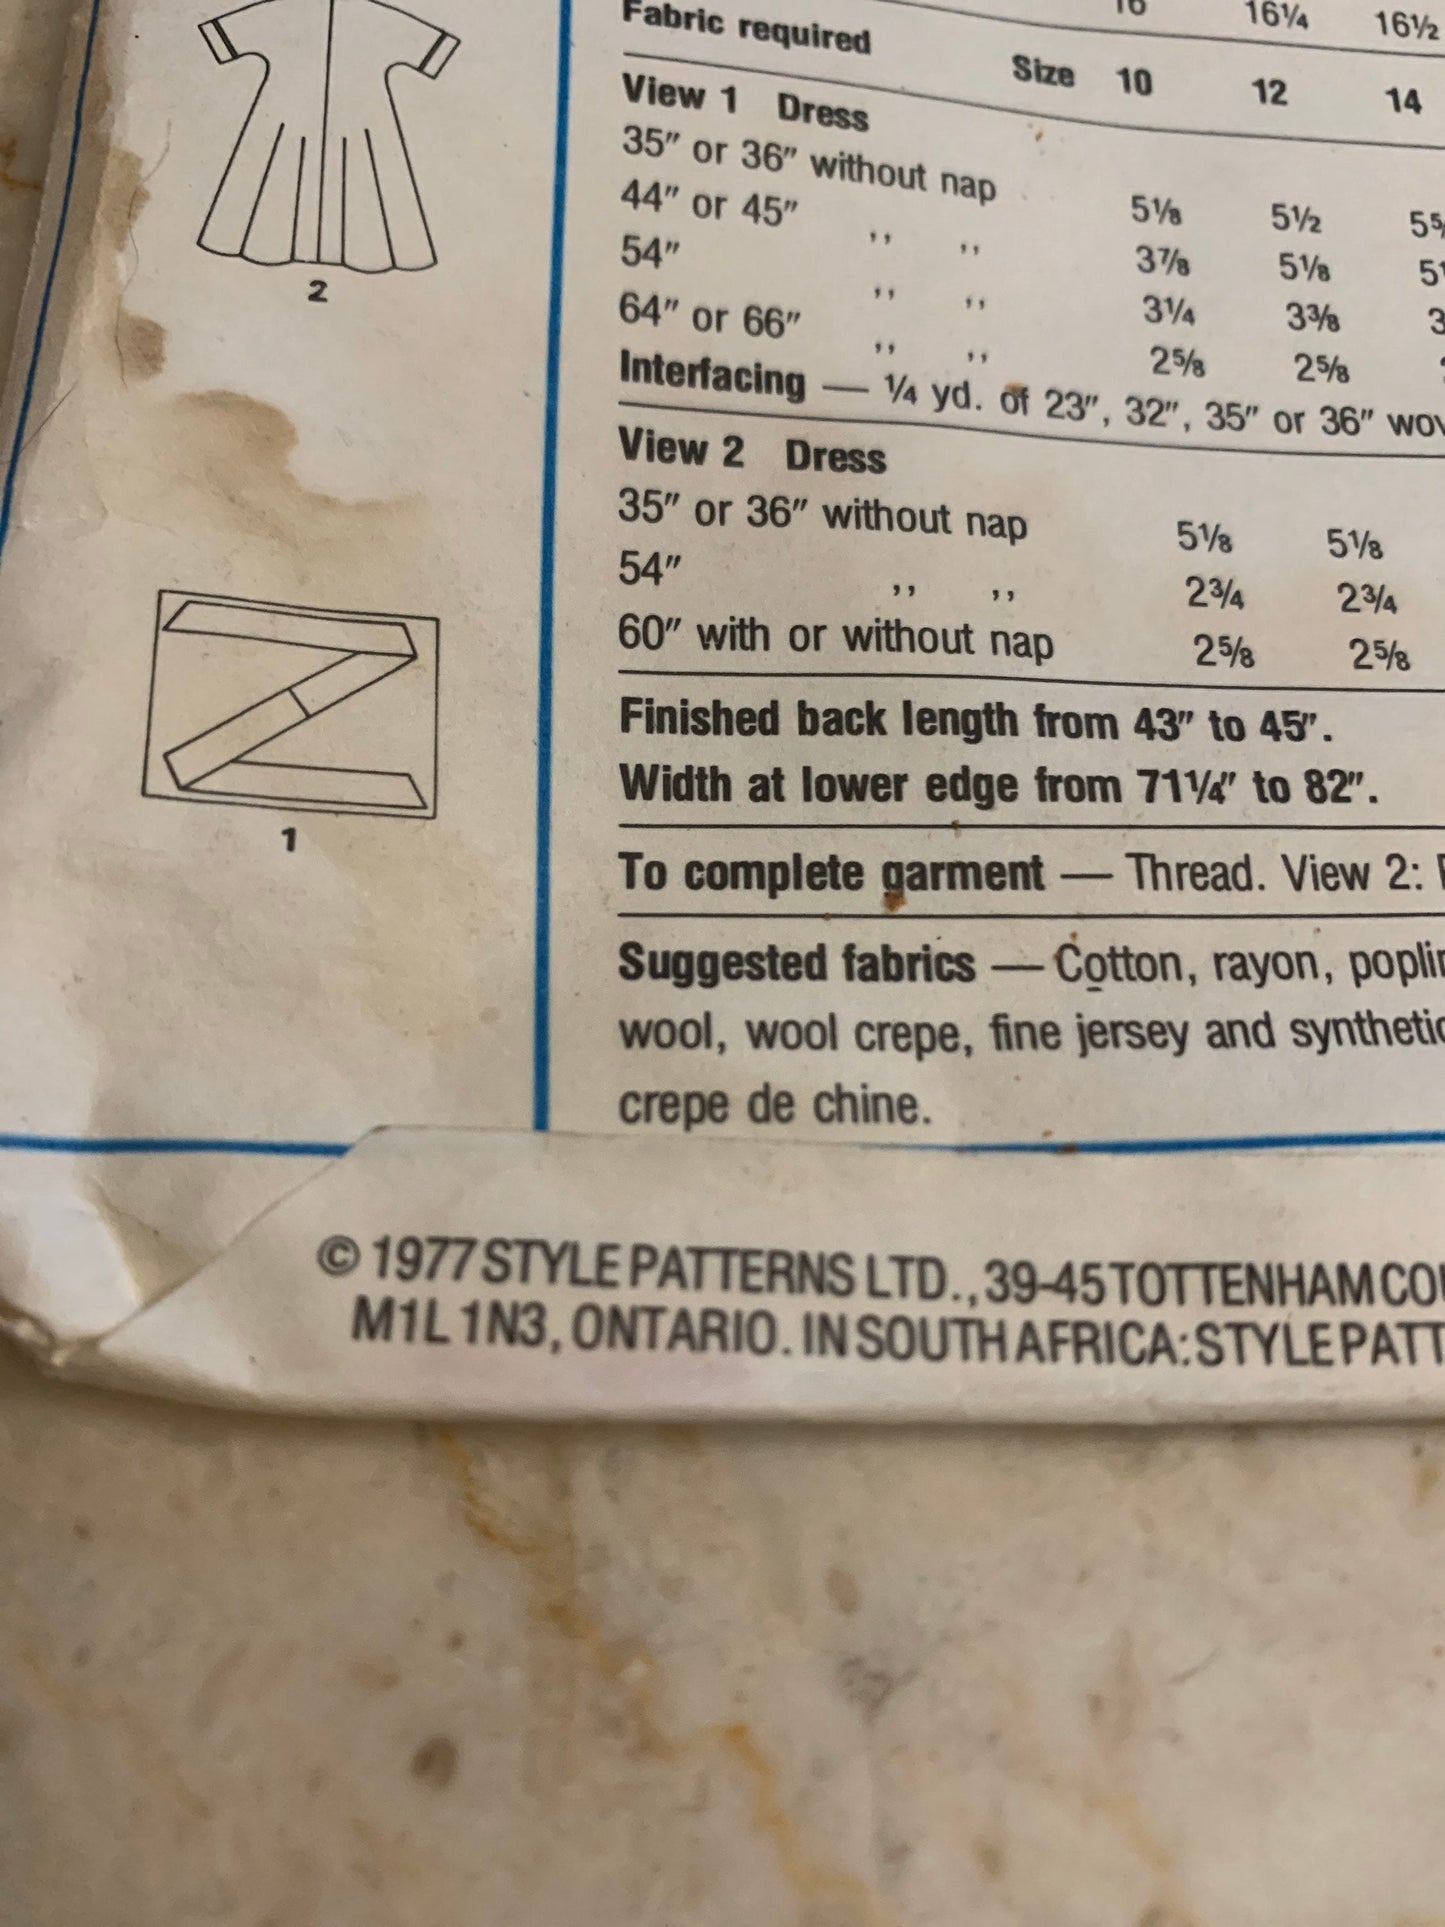 16 16¼ 16½
Fabric required
Size 10 12 14
View 1 Dress
35" or 36" without nap 5⅛ 5½
44" or 45" ,, ,, 3⅞ 5⅛
54" ,, ,, 3¼ 3⅜
64" or 66" ,, ,, 2⅝ 2⅝
Interfacing — ¼ yd. of 23", 32", 35" or 36"
View 2 Dress
35" or 36" without nap 5⅛ 5⅛
54" ,, ,, 2¾ 2¾
60" with or without nap 2⅝ 2⅝
Finished back length from 43" to 45".
Width at lower edge from 71¼" to 82".
To complete garment — Thread. View 2:
Suggested fabrics — Cotton, rayon,
wool, wool crepe, fine jersey and
crepe de chine.
2
1
© 1977 STYLE PATTERNS LTD., 39-45 TOTTENHAM
M1L 1N3, ONTARIO. IN SOUTH AFRICA: STYLE